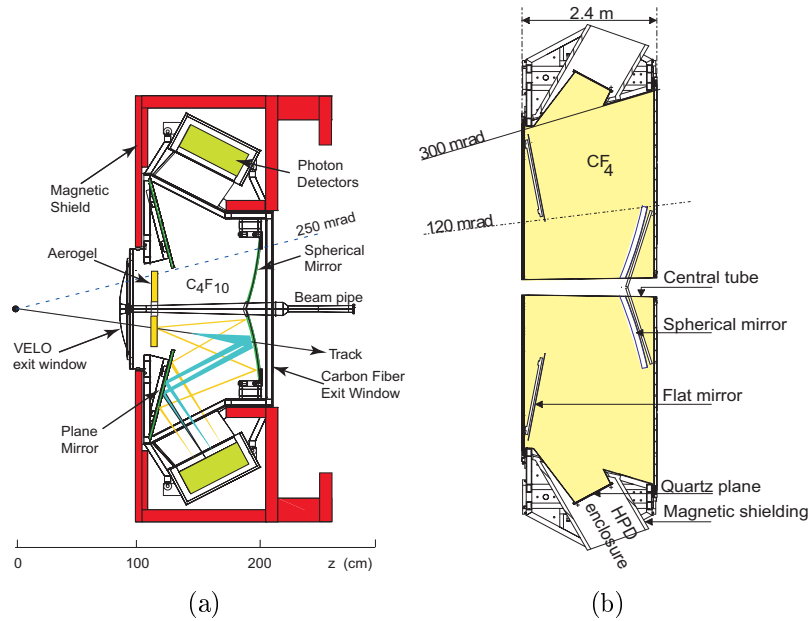 Magnetic
Shield
Aerogel
VELO
exit window
Plane
Mirror
Photon
Detectors
250 mrad
Spherical
Mirror
C4F10
Beam pipe
Track
Carbon Fiber
Exit Window
0
100
200
z (cm)
(a)
2.4 m
300 mrad
CF4
120 mrad
Central tube
Spherical mirror
Flat mirror
Quartz plane
Magnetic shielding
HPD
enclosure
(b)